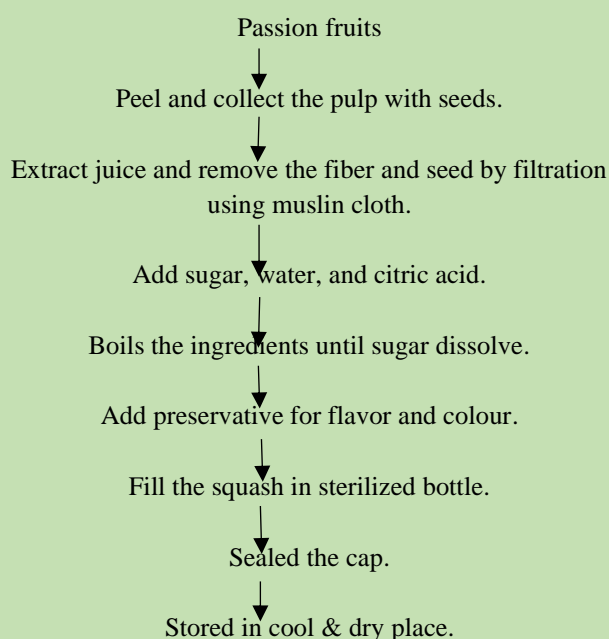 Passion fruits
Peel and collect the pulp with seeds.
Extract juice and remove the fiber and seed by filtration
using muslin cloth.
Add sugar, water, and citric acid.
Boils the ingredients until sugar dissolve.
Add preservative for flavor and colour.
Fill the squash in sterilized bottle.
Sealed the cap.
Stored in cool & dry place.